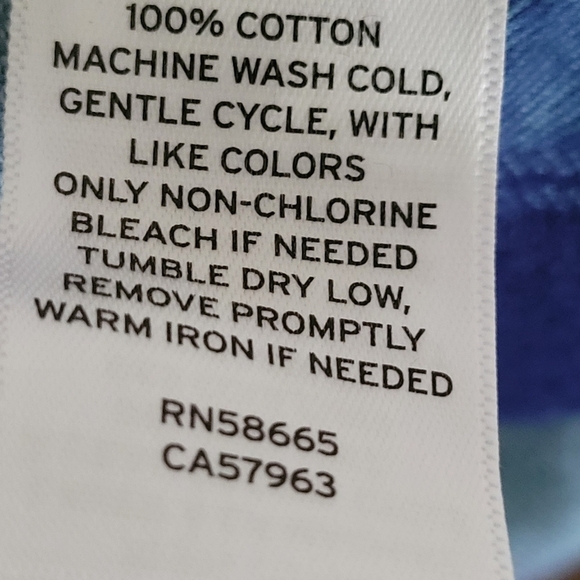 100% COTTON
MACHINE WASH COLD,
GENTLE CYCLE, WITH
LIKE COLORS
ONLY NON-CHLORINE
BLEACH IF NEEDED
TUMBLE DRY LOW,
REMOVE PROMPTLY
WARM IRON IF NEEDED
RN58665
CA57963